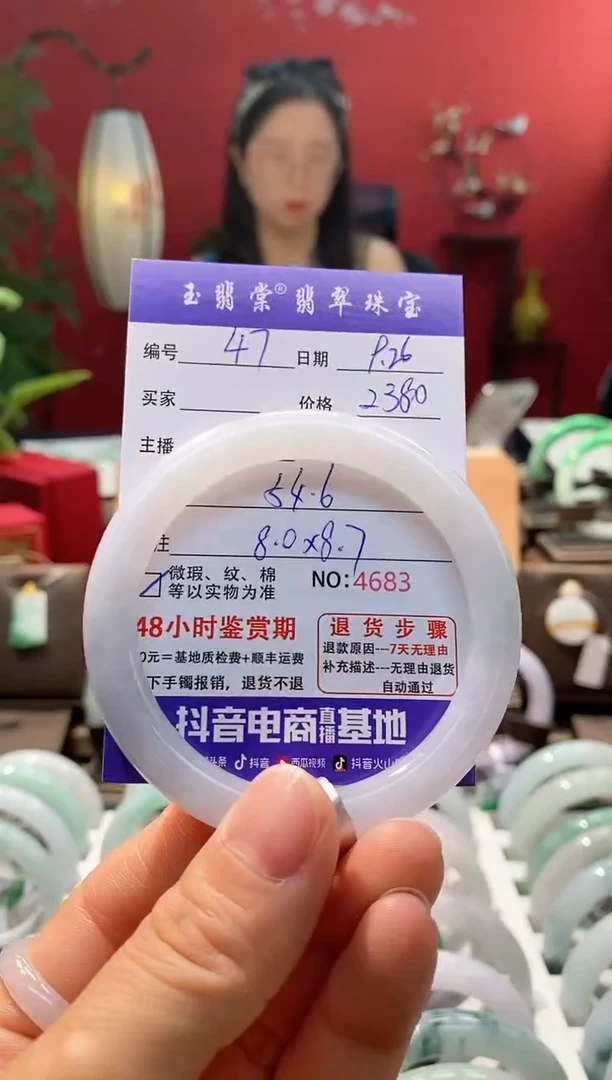 玉翡棠®翡翠珠宝
编号 47 日期 9.26
买家 价格 2380
主播
54.6
注 8.0x8.7
微瑕、纹、棉
等以实物为准
NO:4683
48小时鉴赏期
0元=基地质检费+顺丰运费
下手镯报销，退货不退
退货步骤
退款原因---7天无理由
补充描述---无理由退货
自动通过
抖音电商直播基地
头条 抖音 西瓜视频 抖音火山